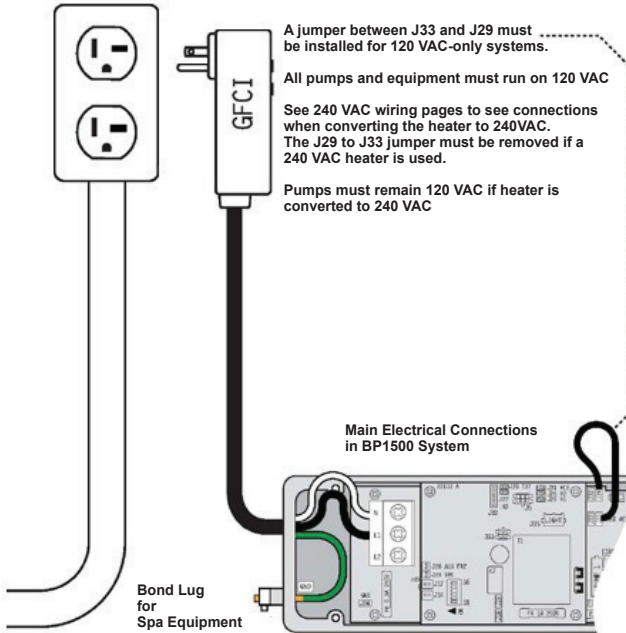 A jumper between J33 and J29 must
be installed for 120 VAC-only systems.
All pumps and equipment must run on 120 VAC
See 240 VAC wiring pages to see connections
when converting the heater to 240VAC.
The J29 to J33 jumper must be removed if a
240 VAC heater is used.
Pumps must remain 120 VAC if heater is
converted to 240 VAC
GFCI
Main Electrical Connections
in BP1500 System
N
L1
L2
GND
Bond Lug
for
Spa Equipment